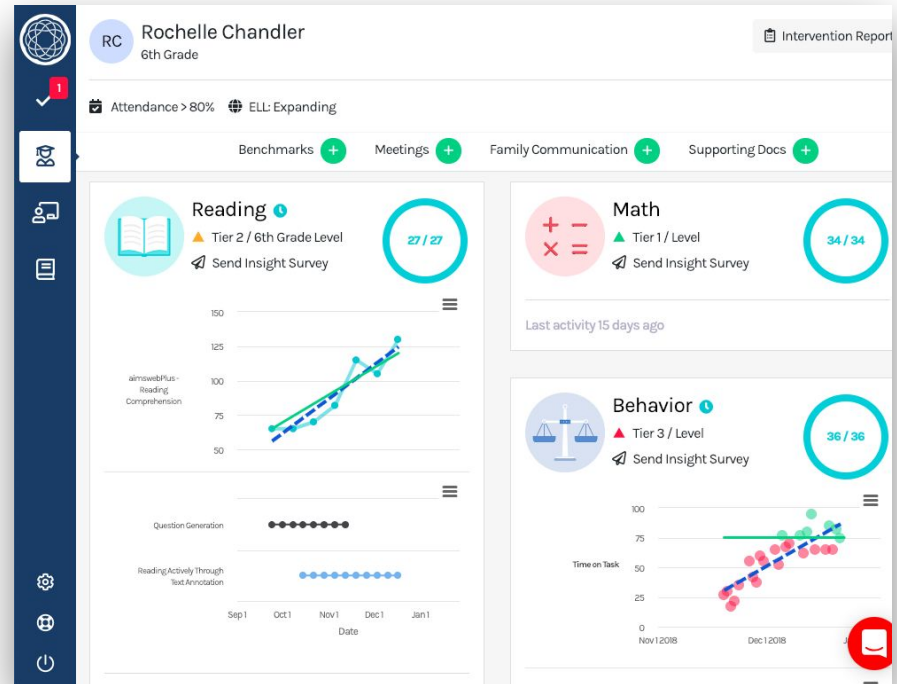 RC
Rochelle Chandler
6th Grade
Intervention Report
1
Attendance > 80% ELL: Expanding
Benchmarks + Meetings + Family Communication + Supporting Docs +
Reading
Tier 2 / 6th Grade Level
Send Insight Survey
27 / 27
150
125
100
75
50
aimswebPlus -
Reading
Comprehension
Question Generation
Reading Actively Through
Text Annotation
Sep 1 Oct 1 Nov 1 Dec 1 Jan 1
Date
Math
Tier 1 / Level
Send Insight Survey
34 / 34
Last activity 15 days ago
Behavior
Tier 3 / Level
Send Insight Survey
36 / 36
100
75
50
25
0
Time on Task
Nov 1 2018 Dec 1 2018